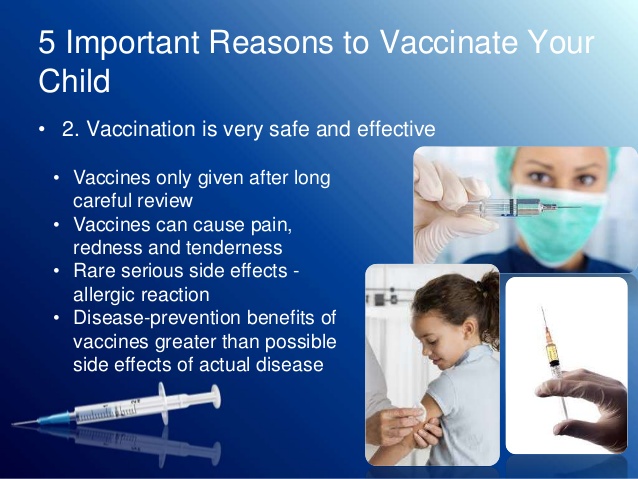 5 Important Reasons to Vaccinate Your
Child
• 2. Vaccination is very safe and effective
• Vaccines only given after long
careful review
• Vaccines can cause pain,
redness and tenderness
• Rare serious side effects -
allergic reaction
• Disease-prevention benefits of
vaccines greater than possible
side effects of actual disease